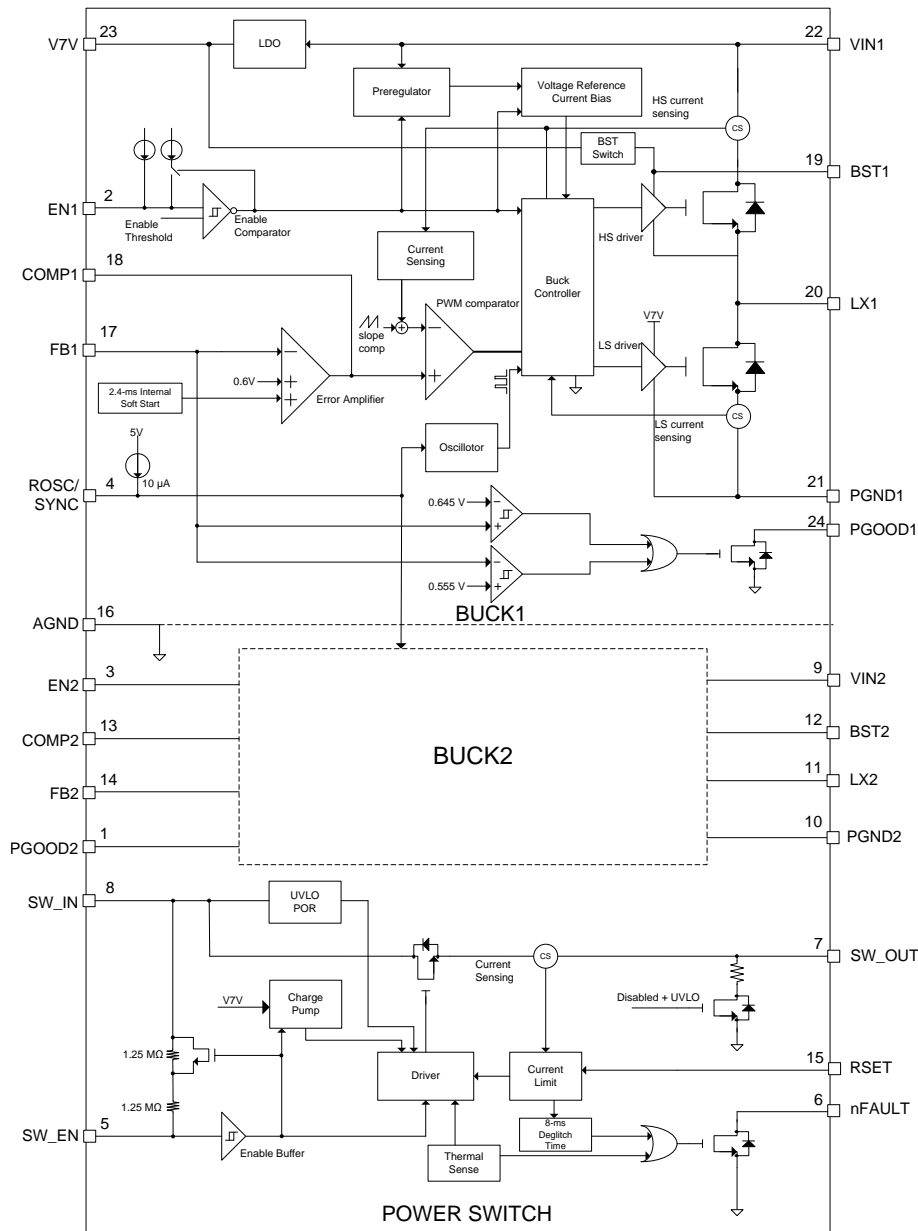 23
V7V
LDO
22
VIN1
Preregulator
Voltage Reference
Current Bias
HS current
sensing
CS
BST
Switch
19
BST1
2
EN1
Enable
Threshold
Enable
Comparator
HS driver
18
COMP1
Current
Sensing
Buck
Controller
20
LX1
PWM comparator
V7V
17
FB1
slope
comp
+
−
+
LS driver
−
0.6V
+
+
Error Amplifier
2.4-ms Internal
Soft Start
CS
LS current
sensing
5V
10 µA
Oscillotor
ROSC/
SYNC
4
21
PGND1
0.645 V
−
+
24
PGOOD1
−
0.555 V
+
16
AGND
BUCK1
3
EN2
9
VIN2
13
COMP2
12
BST2
BUCK2
14
FB2
11
LX2
1
PGOOD2
10
PGND2
8
SW_IN
UVLO
POR
Current
Sensing
CS
7
SW_OUT
V7V
Charge
Pump
Disabled + UVLO
1.25 MΩ
Driver
Current
Limit
15
RSET
1.25 MΩ
6
nFAULT
5
SW_EN
Enable Buffer
8-ms
Deglitch
Time
Thermal
Sense
POWER SWITCH